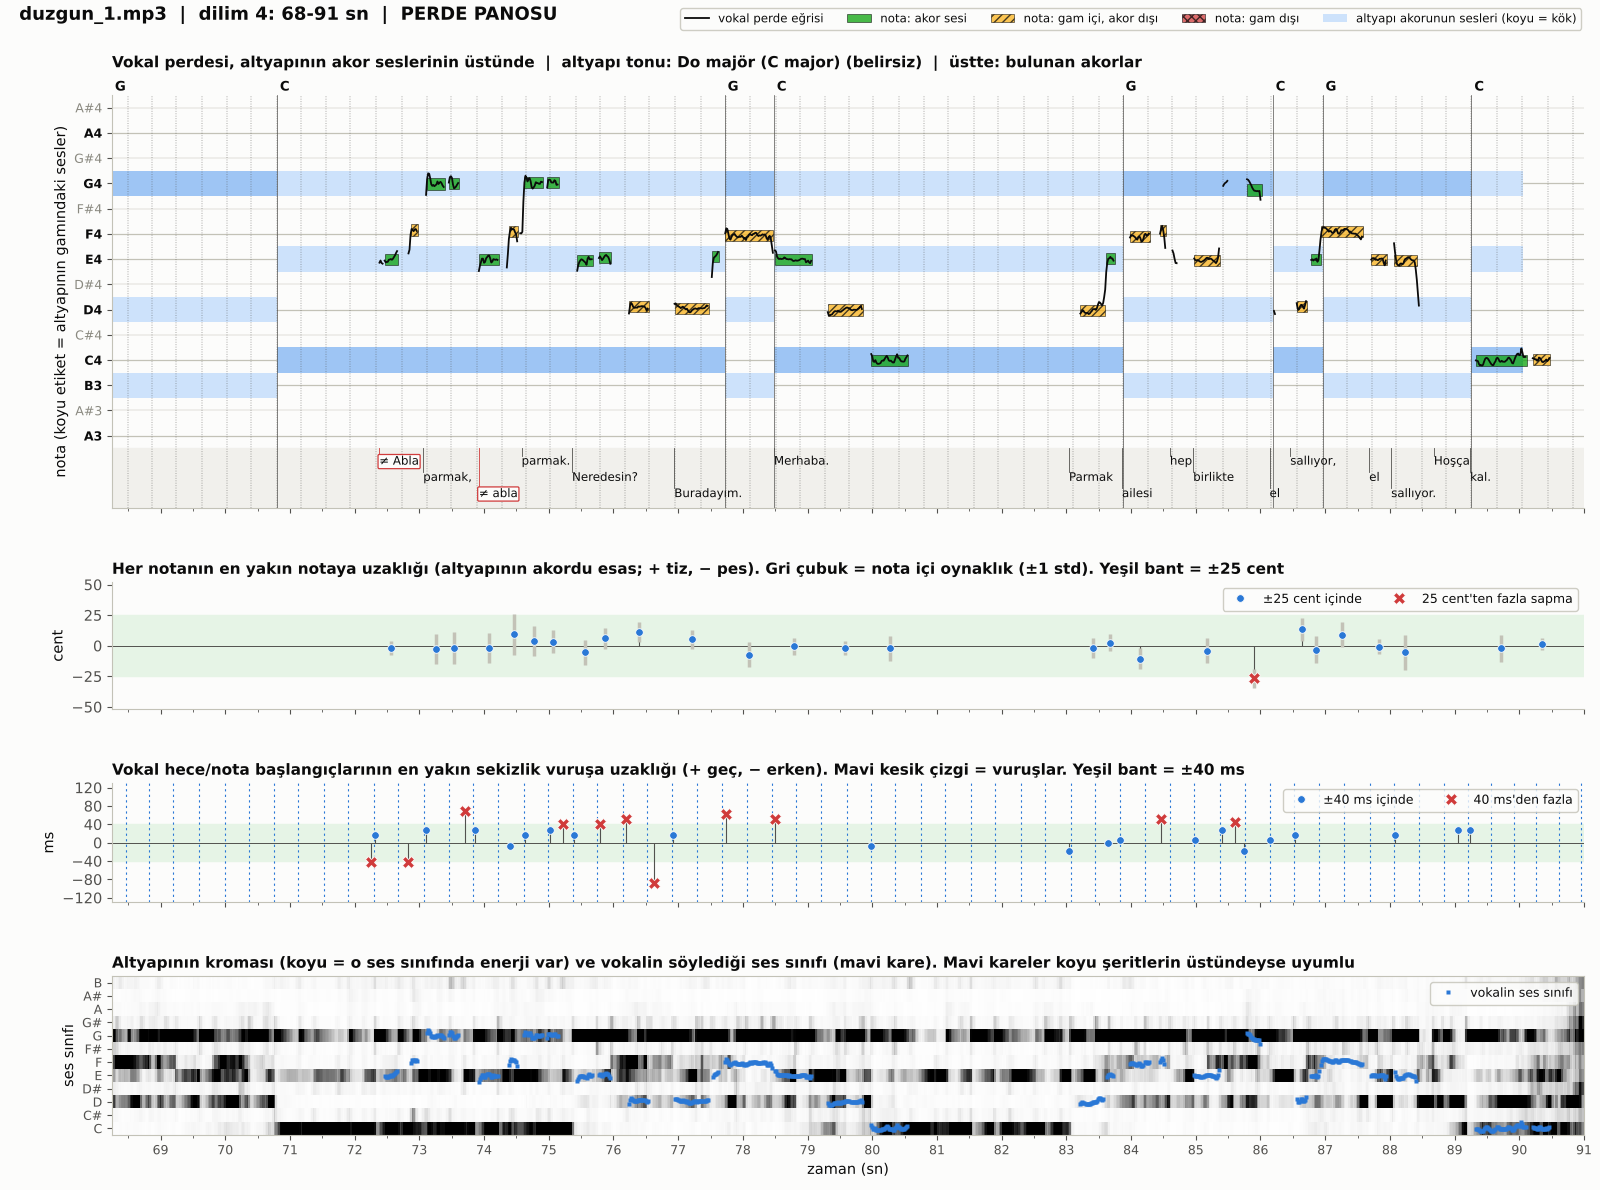 duzgun_1.mp3 | dilim 4: 68-91 sn | PERDE PANOSU
vokal perde eğrisi nota: akor sesi nota: gam içi, akor dışı nota: gam dışı altyapı akorunun sesleri (koyu = kök)
Vokal perdesi, altyapının akor seslerinin üstünde | altyapı tonu: Do majör (C major) (belirsiz) | üstte: bulunan akorlar
G C G C G C G C
nota (koyu etiket = altyapının gamındaki sesler)
A#4
A4
G#4
G4
F#4
F4
E4
D#4
D4
C#4
C4
B3
A#3
A3
≠ Abla parmak. Merhaba. hep sallıyor, Hoşça
parmak, Neredesin? Parmak birlikte el kal.
≠ abla Buradayım. ailesi el sallıyor.
Her notanın en yakın notaya uzaklığı (altyapının akordu esas; + tiz, − pes). Gri çubuk = nota içi oynaklık (±1 std). Yeşil bant = ±25 cent
±25 cent içinde 25 cent'ten fazla sapma
cent
50
25
0
−25
−50
Vokal hece/nota başlangıçlarının en yakın sekizlik vuruşa uzaklığı (+ geç, − erken). Mavi kesik çizgi = vuruşlar. Yeşil bant = ±40 ms
±40 ms içinde 40 ms'den fazla
ms
120
80
40
0
−40
−80
−120
Altyapının kroması (koyu = o ses sınıfında enerji var) ve vokalin söylediği ses sınıfı (mavi kare). Mavi kareler koyu şeritlerin üstündeyse uyumlu
vokalin ses sınıfı
ses sınıfı
B
A#
A
G#
G
F#
F
E
D#
D
C#
C
69 70 71 72 73 74 75 76 77 78 79 80 81 82 83 84 85 86 87 88 89 90 91
zaman (sn)